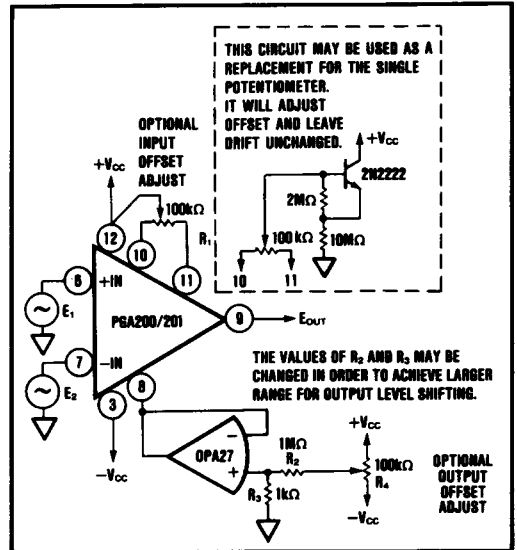 THIS CIRCUIT MAY BE USED AS A
REPLACEMENT FOR THE SINGLE
POTENTIOMETER.
IT WILL ADJUST
OFFSET AND LEAVE
DRIFT UNCHANGED.
+VCC
2N2222
2MΩ
10MΩ
100kΩ
10
11
OPTIONAL
INPUT
OFFSET
ADJUST
+VCC
100kΩ
12
10
R1
11
6
+IN
E1
PGA200/201
9
EOUT
7
−IN
E2
8
3
−VCC
THE VALUES OF R2 AND R3 MAY BE
CHANGED IN ORDER TO ACHIEVE LARGER
RANGE FOR OUTPUT LEVEL SHIFTING.
−
OPA27
+
1MΩ
R2
R3
1kΩ
+VCC
100kΩ
R4
−VCC
OPTIONAL
OUTPUT
OFFSET
ADJUST